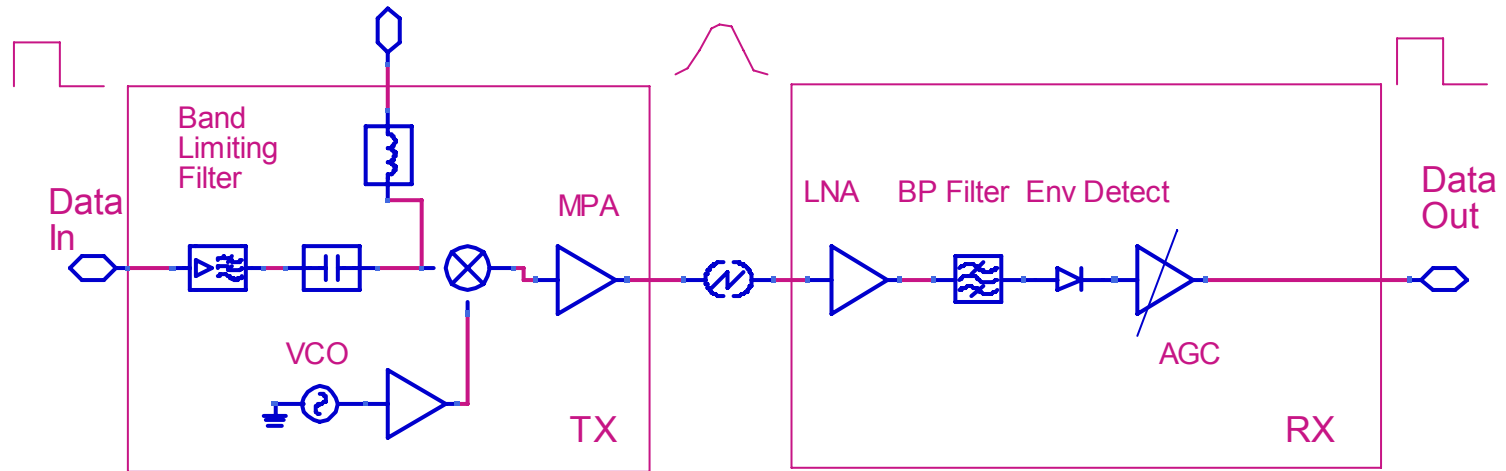 Band
Limiting
Filter
Data
In
MPA
VCO
TX
LNA
BP Filter
Env Detect
AGC
RX
Data
Out